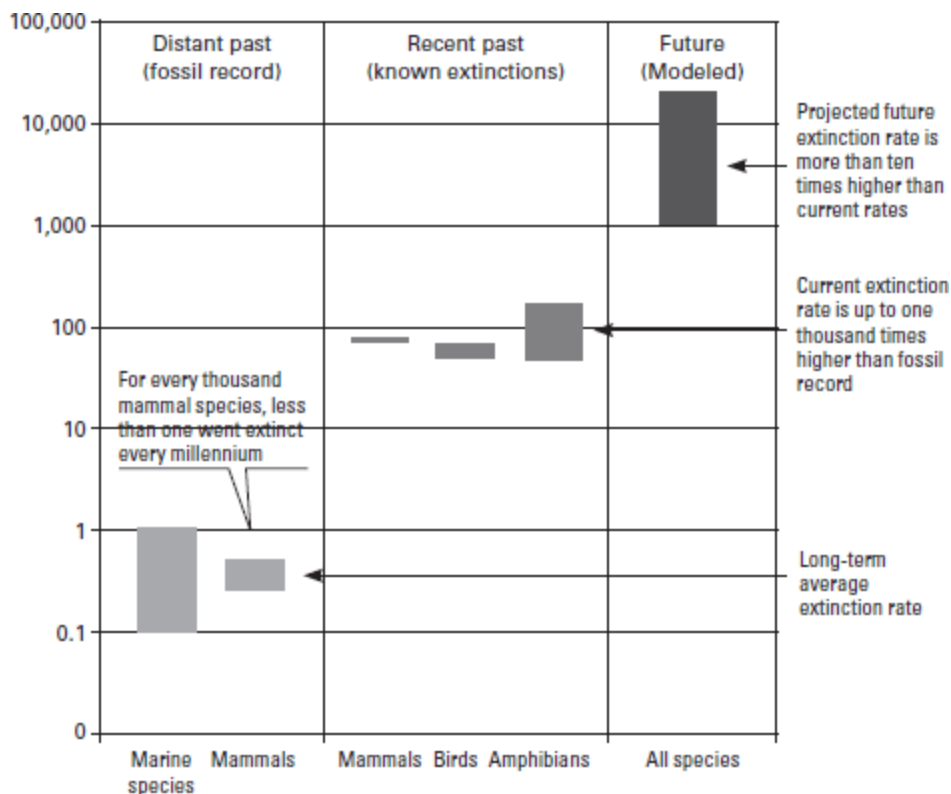 100,000
10,000
1,000
100
10
1
0.1
0
Distant past
(fossil record)
Recent past
(known extinctions)
Future
(Modeled)
For every thousand
mammal species, less
than one went extinct
every millennium
Projected future
extinction rate is
more than ten
times higher than
current rates
Current extinction
rate is up to one
thousand times
higher than fossil
record
Long-term
average
extinction rate
Marine
species
Mammals
Mammals
Birds
Amphibians
All species